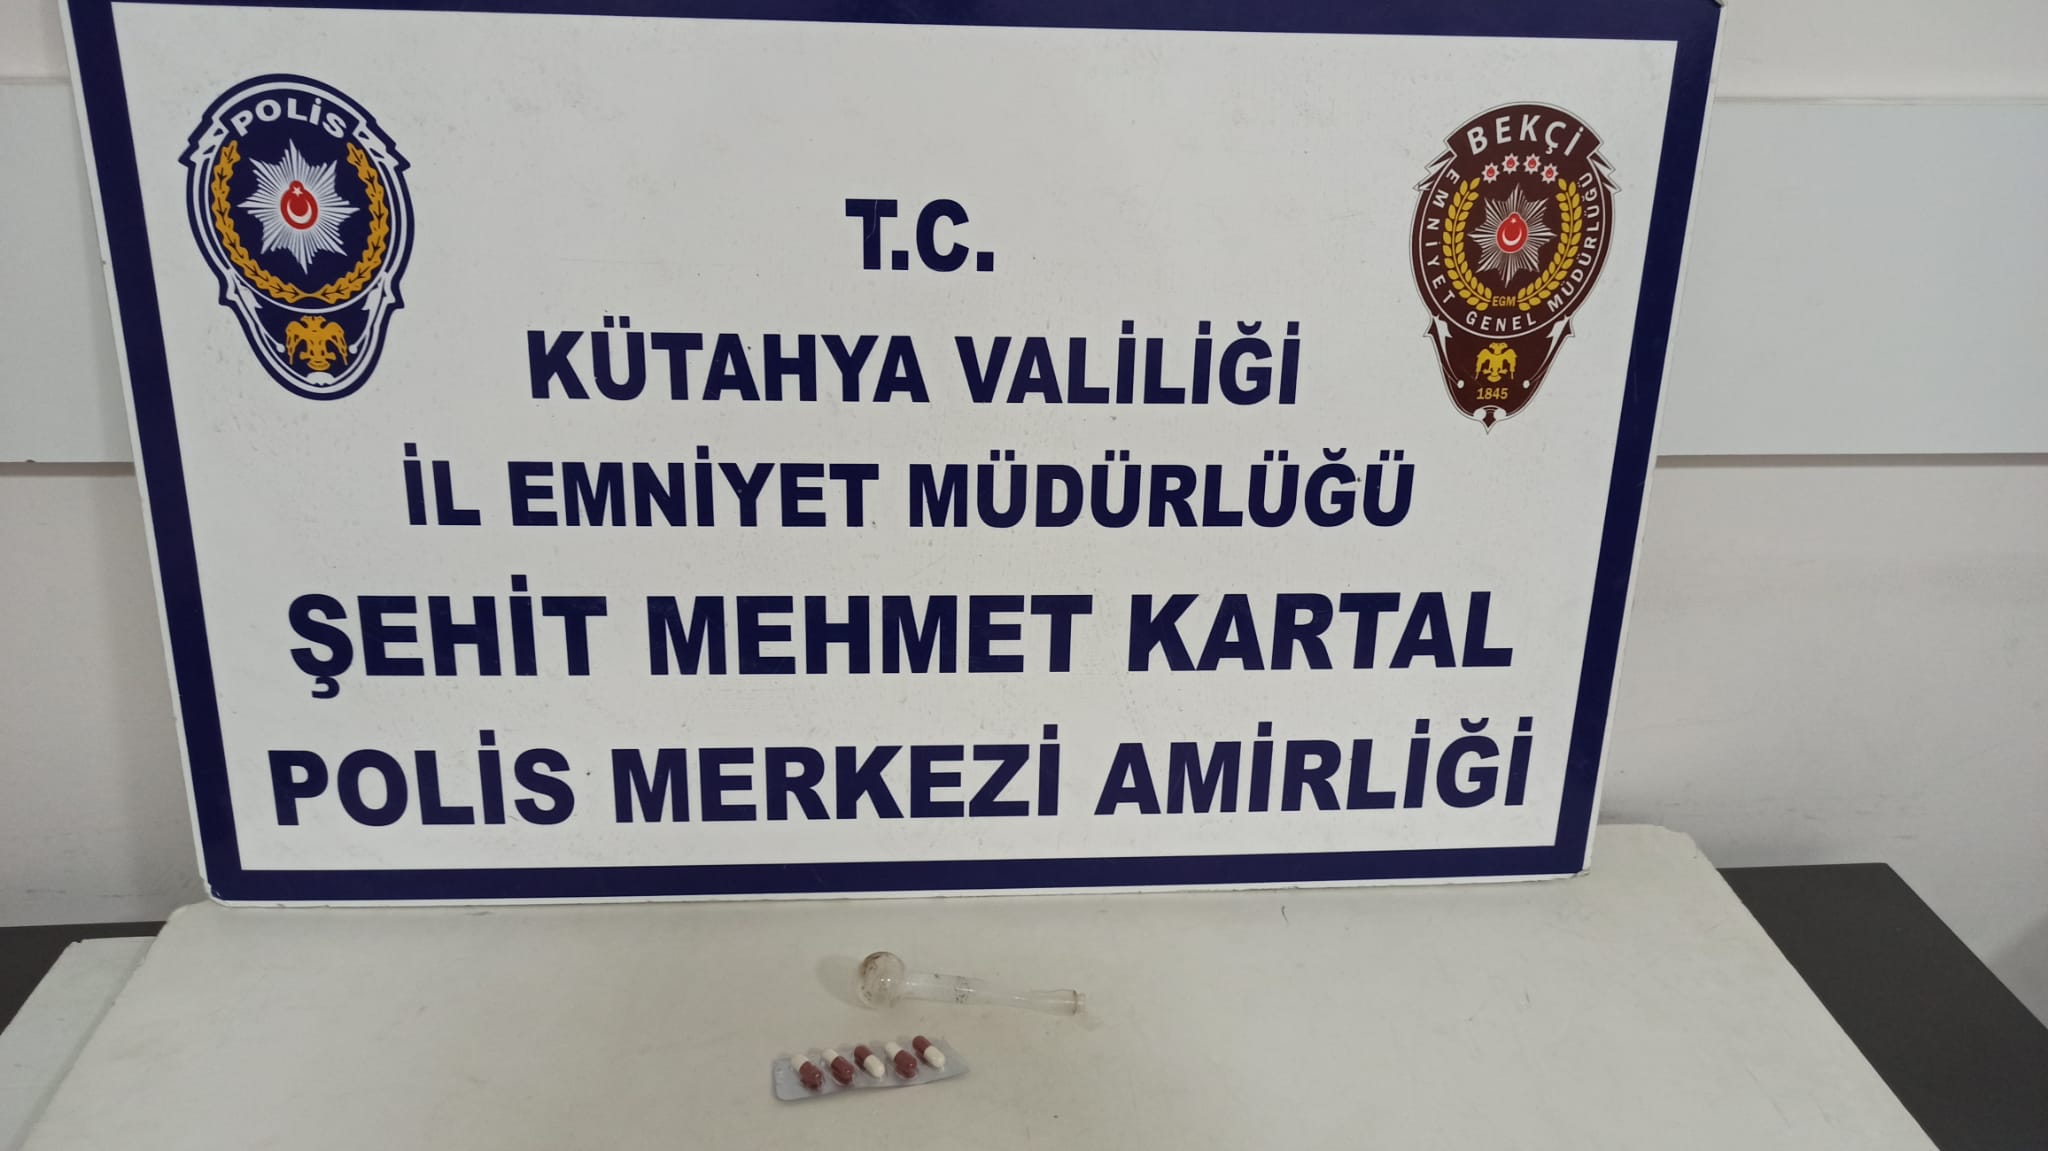 POLİS
BEKÇİ
EMNİYET GENEL MÜDÜRLÜĞÜ
EGM
1845
T.C.
KÜTAHYA VALİLİĞİ
İL EMNİYET MÜDÜRLÜĞÜ
ŞEHİT MEHMET KARTAL
POLİS MERKEZİ AMİRLİĞİ